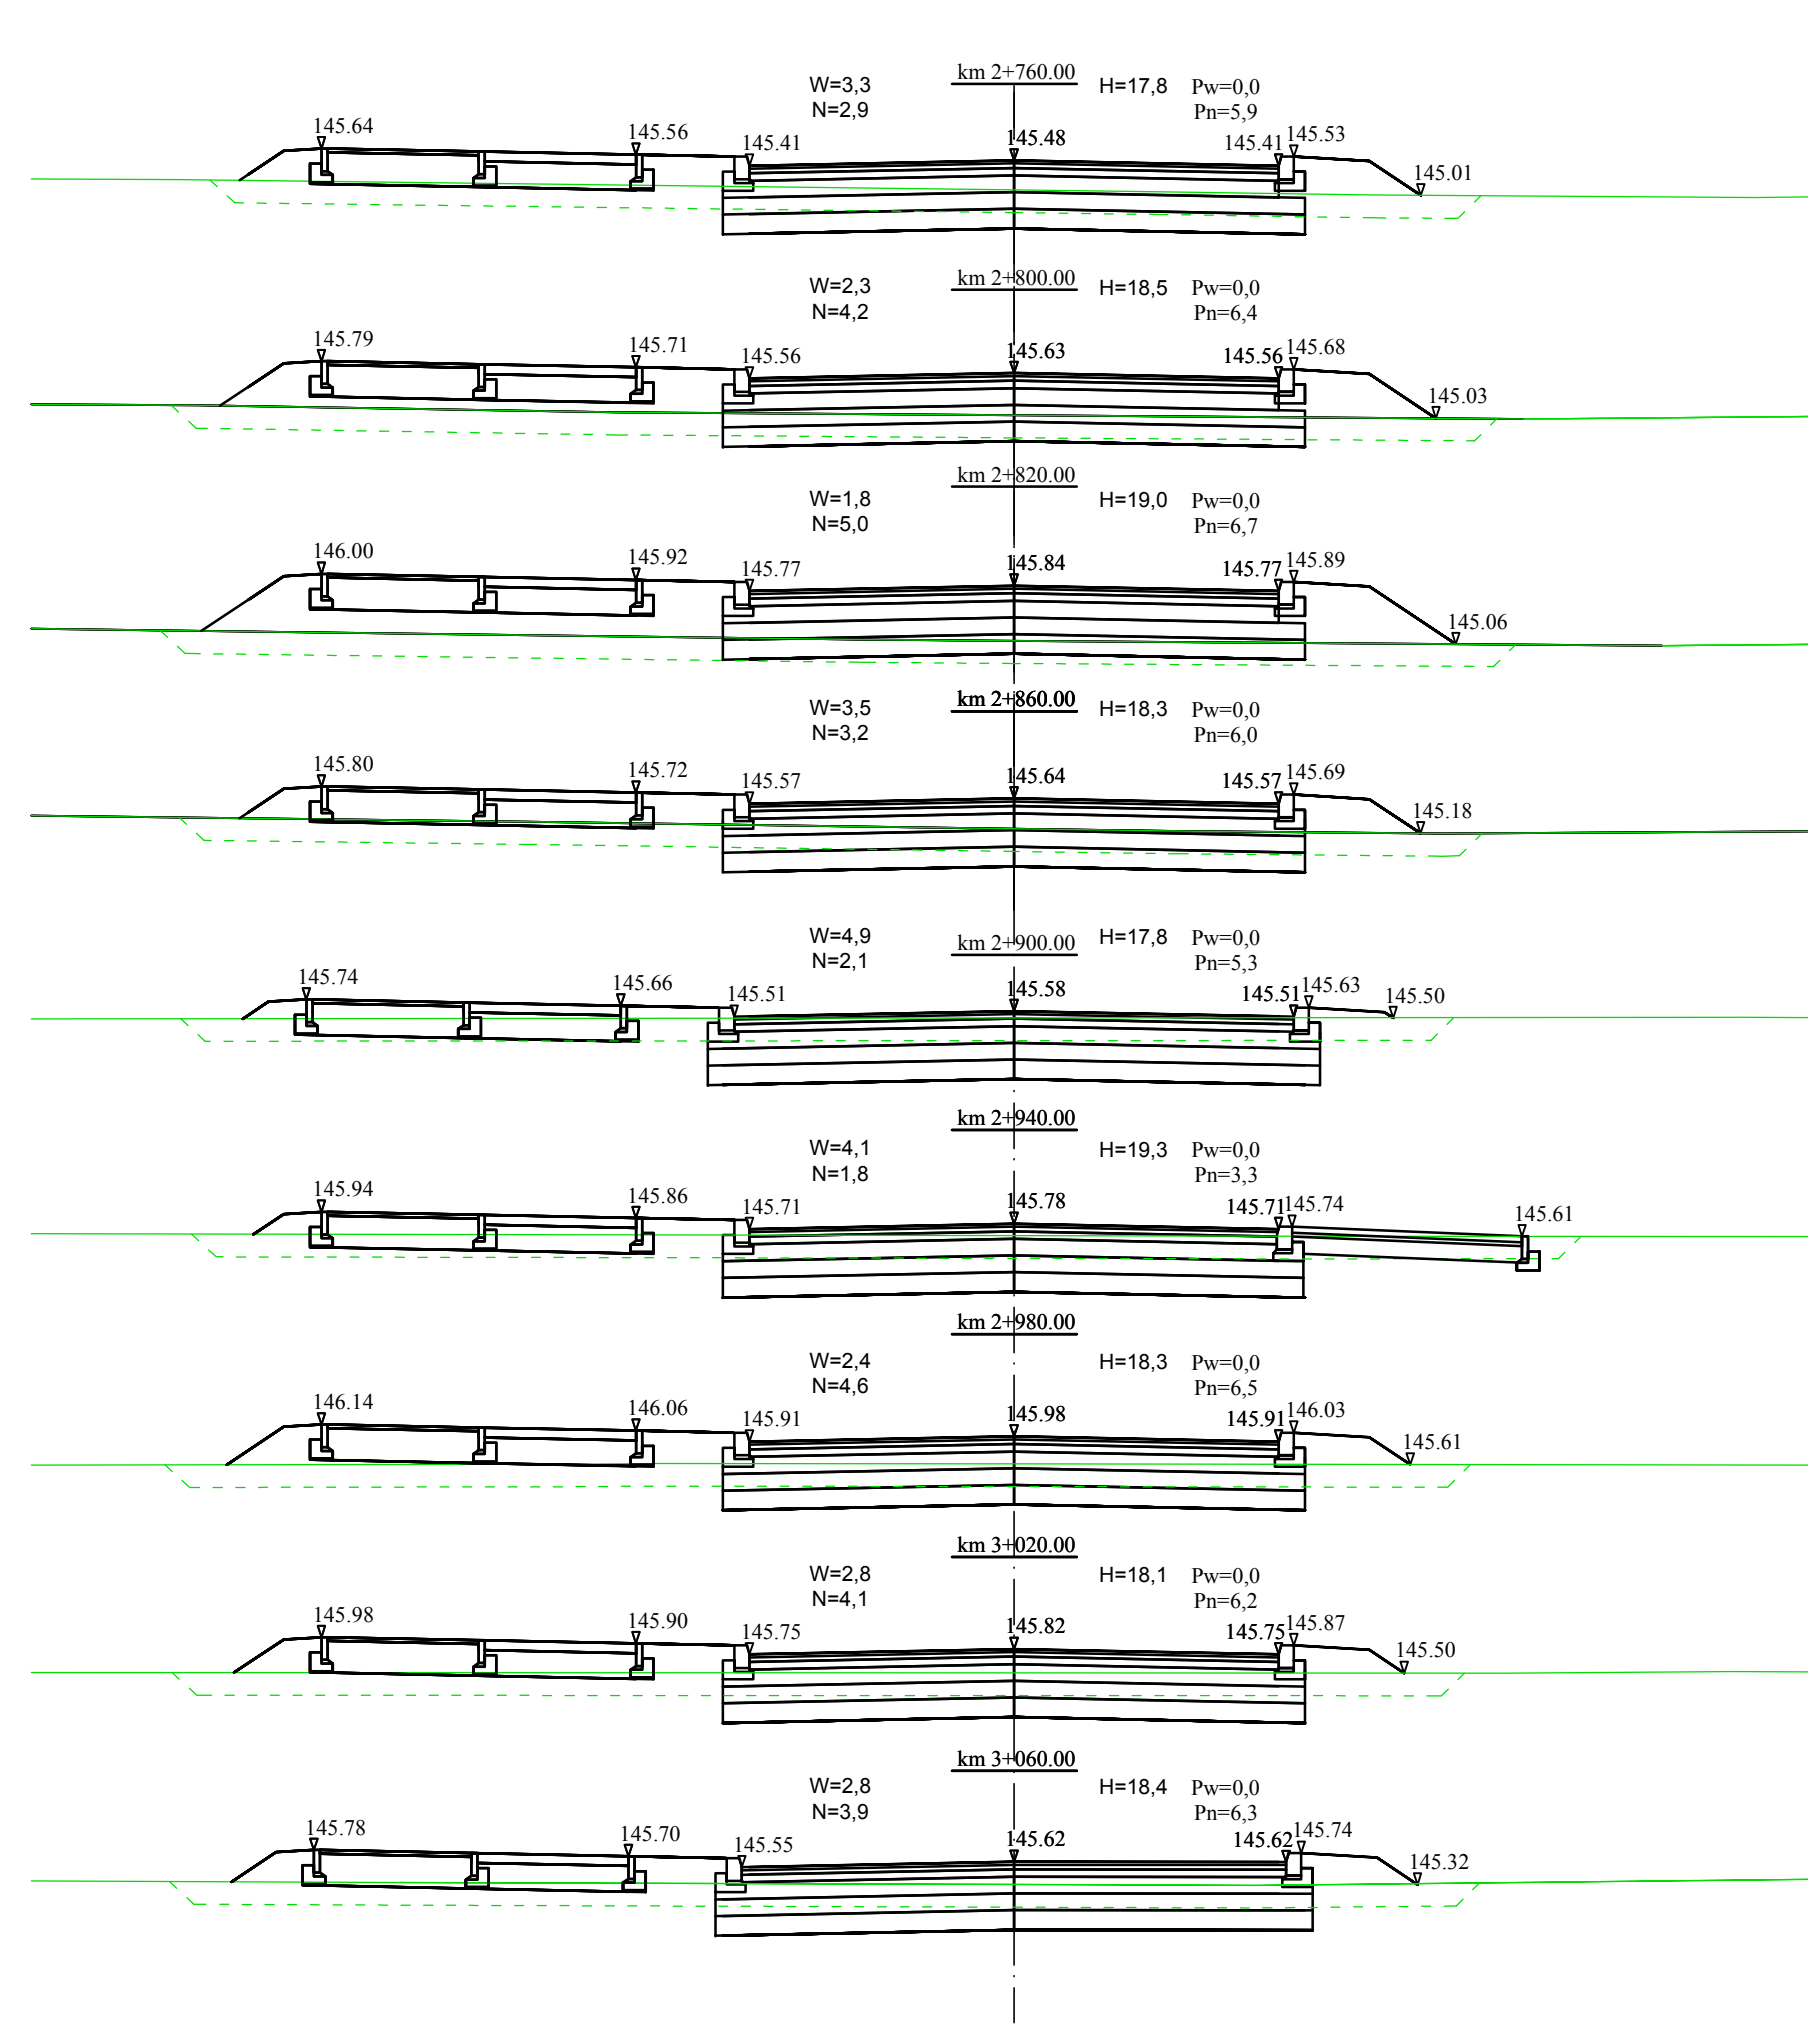 km 2+760.00
W=3,3 H=17,8 Pw=0,0
N=2,9 Pn=5,9
145.64 145.56 145.41 145.48 145.41 145.53 145.01
km 2+800.00
W=2,3 H=18,5 Pw=0,0
N=4,2 Pn=6,4
145.79 145.71 145.56 145.63 145.56 145.68 145.03
km 2+820.00
W=1,8 H=19,0 Pw=0,0
N=5,0 Pn=6,7
146.00 145.92 145.77 145.84 145.77 145.89 145.06
km 2+860.00
W=3,5 H=18,3 Pw=0,0
N=3,2 Pn=6,0
145.80 145.72 145.57 145.64 145.57 145.69 145.18
km 2+900.00
W=4,9 H=17,8 Pw=0,0
N=2,1 Pn=5,3
145.74 145.66 145.51 145.58 145.51 145.63 145.50
km 2+940.00
W=4,1 H=19,3 Pw=0,0
N=1,8 Pn=3,3
145.94 145.86 145.71 145.78 145.71 145.74 145.61
km 2+980.00
W=2,4 H=18,3 Pw=0,0
N=4,6 Pn=6,5
146.14 146.06 145.91 145.98 145.91 146.03 145.61
km 3+020.00
W=2,8 H=18,1 Pw=0,0
N=4,1 Pn=6,2
145.98 145.90 145.75 145.82 145.75 145.87 145.50
km 3+060.00
W=2,8 H=18,4 Pw=0,0
N=3,9 Pn=6,3
145.78 145.70 145.55 145.62 145.62 145.74 145.32